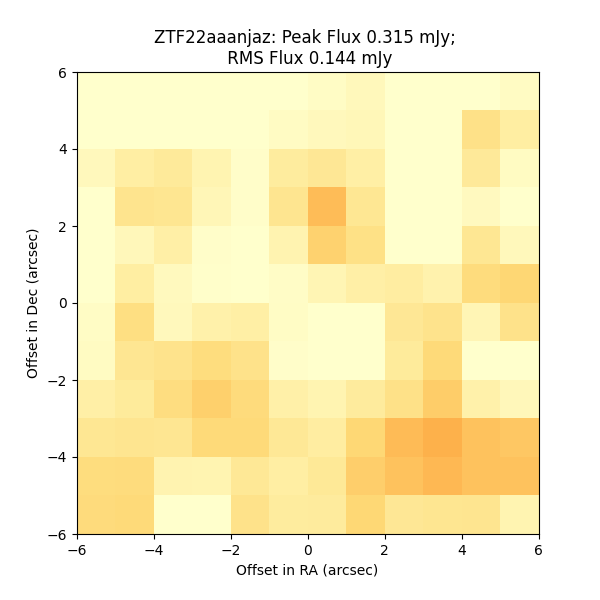 ZTF22aaanjaz: Peak Flux 0.315 mJy;
RMS Flux 0.144 mJy
6
4
2
0
−2
−4
−6
Offset in Dec (arcsec)
−6 −4 −2 0 2 4 6
Offset in RA (arcsec)